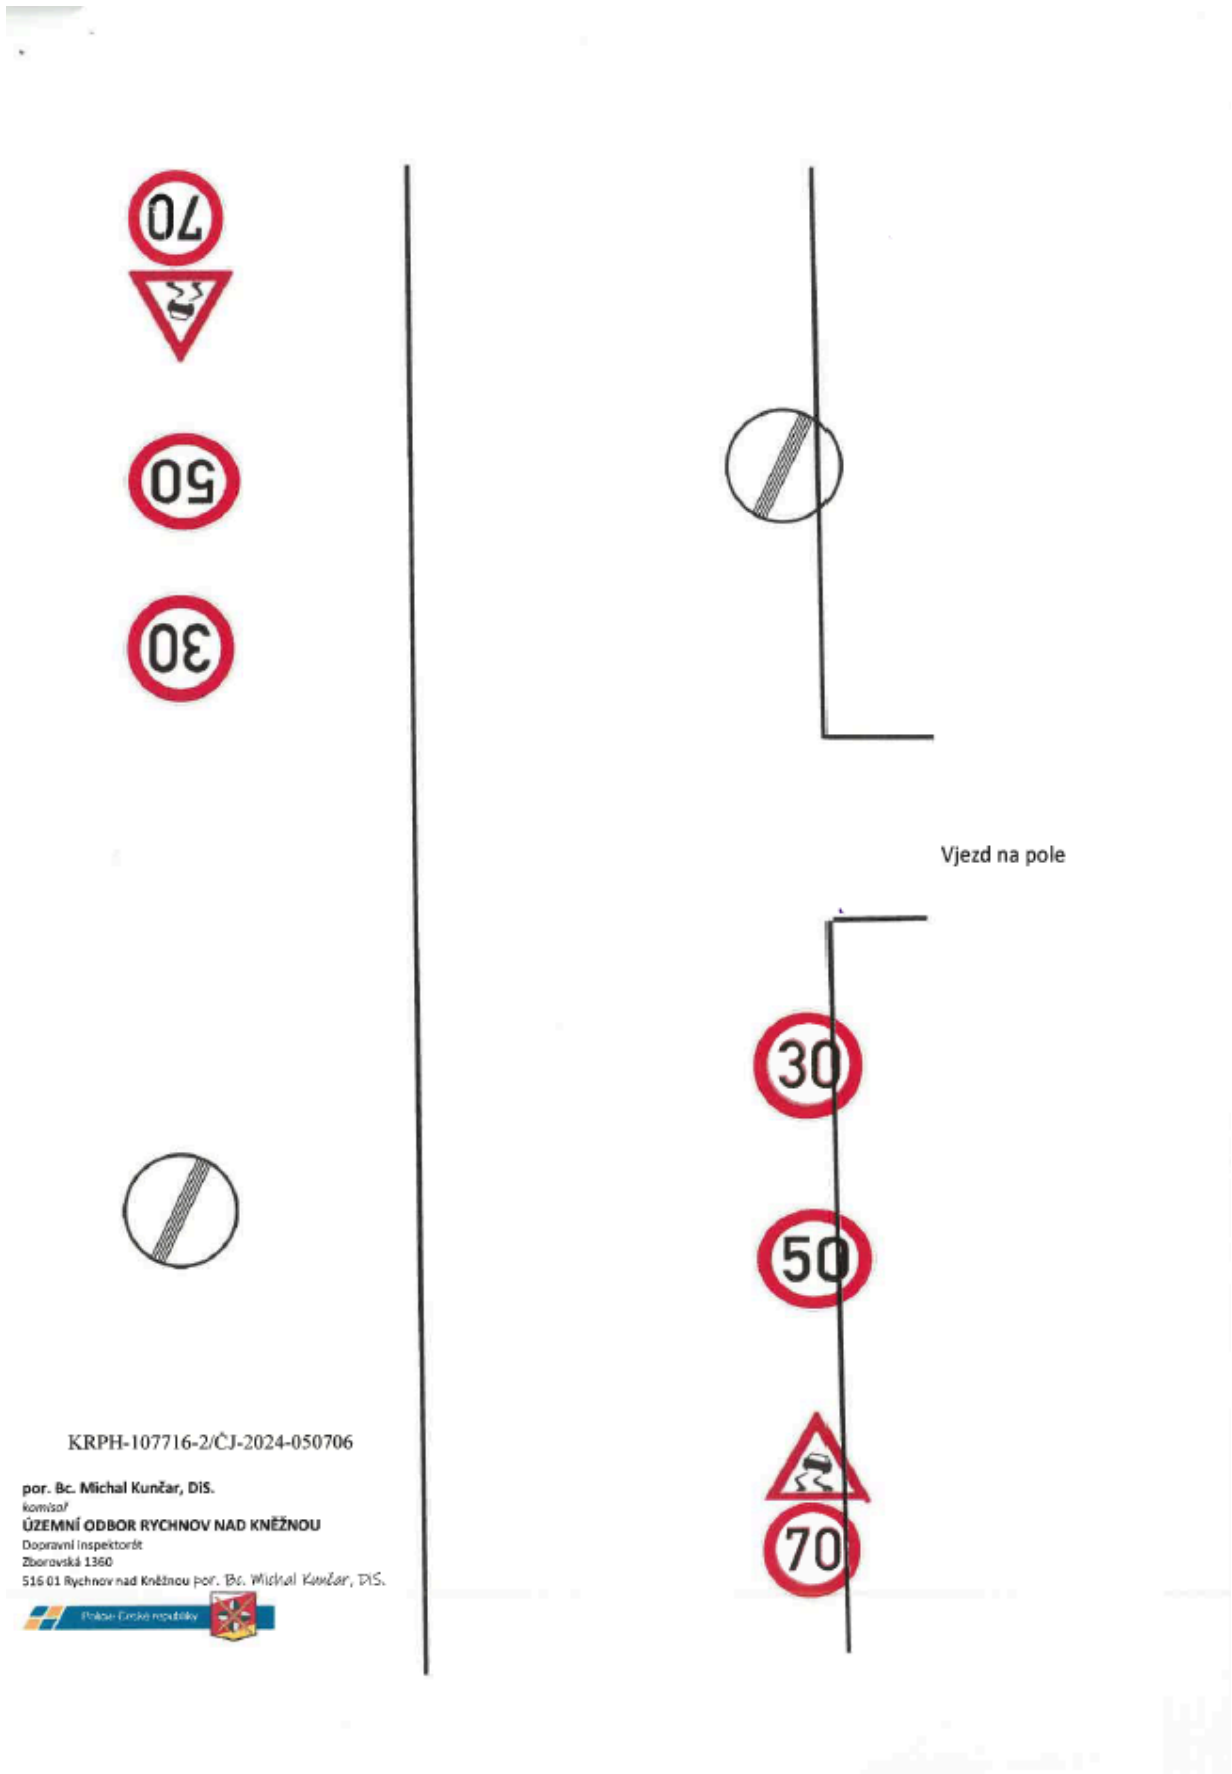 70
50
30
Vjezd na pole
30
50
70
KRPH-107716-2/ČJ-2024-050706
por. Bc. Michal Kunčar, DiS.
komisař
ÚZEMNÍ ODBOR RYCHNOV NAD KNĚŽNOU
Dopravní inspektorát
Zborovská 1360
516 01 Rychnov nad Kněžnou por. Bc. Michal Kunčar, DiS.
Policie České republiky